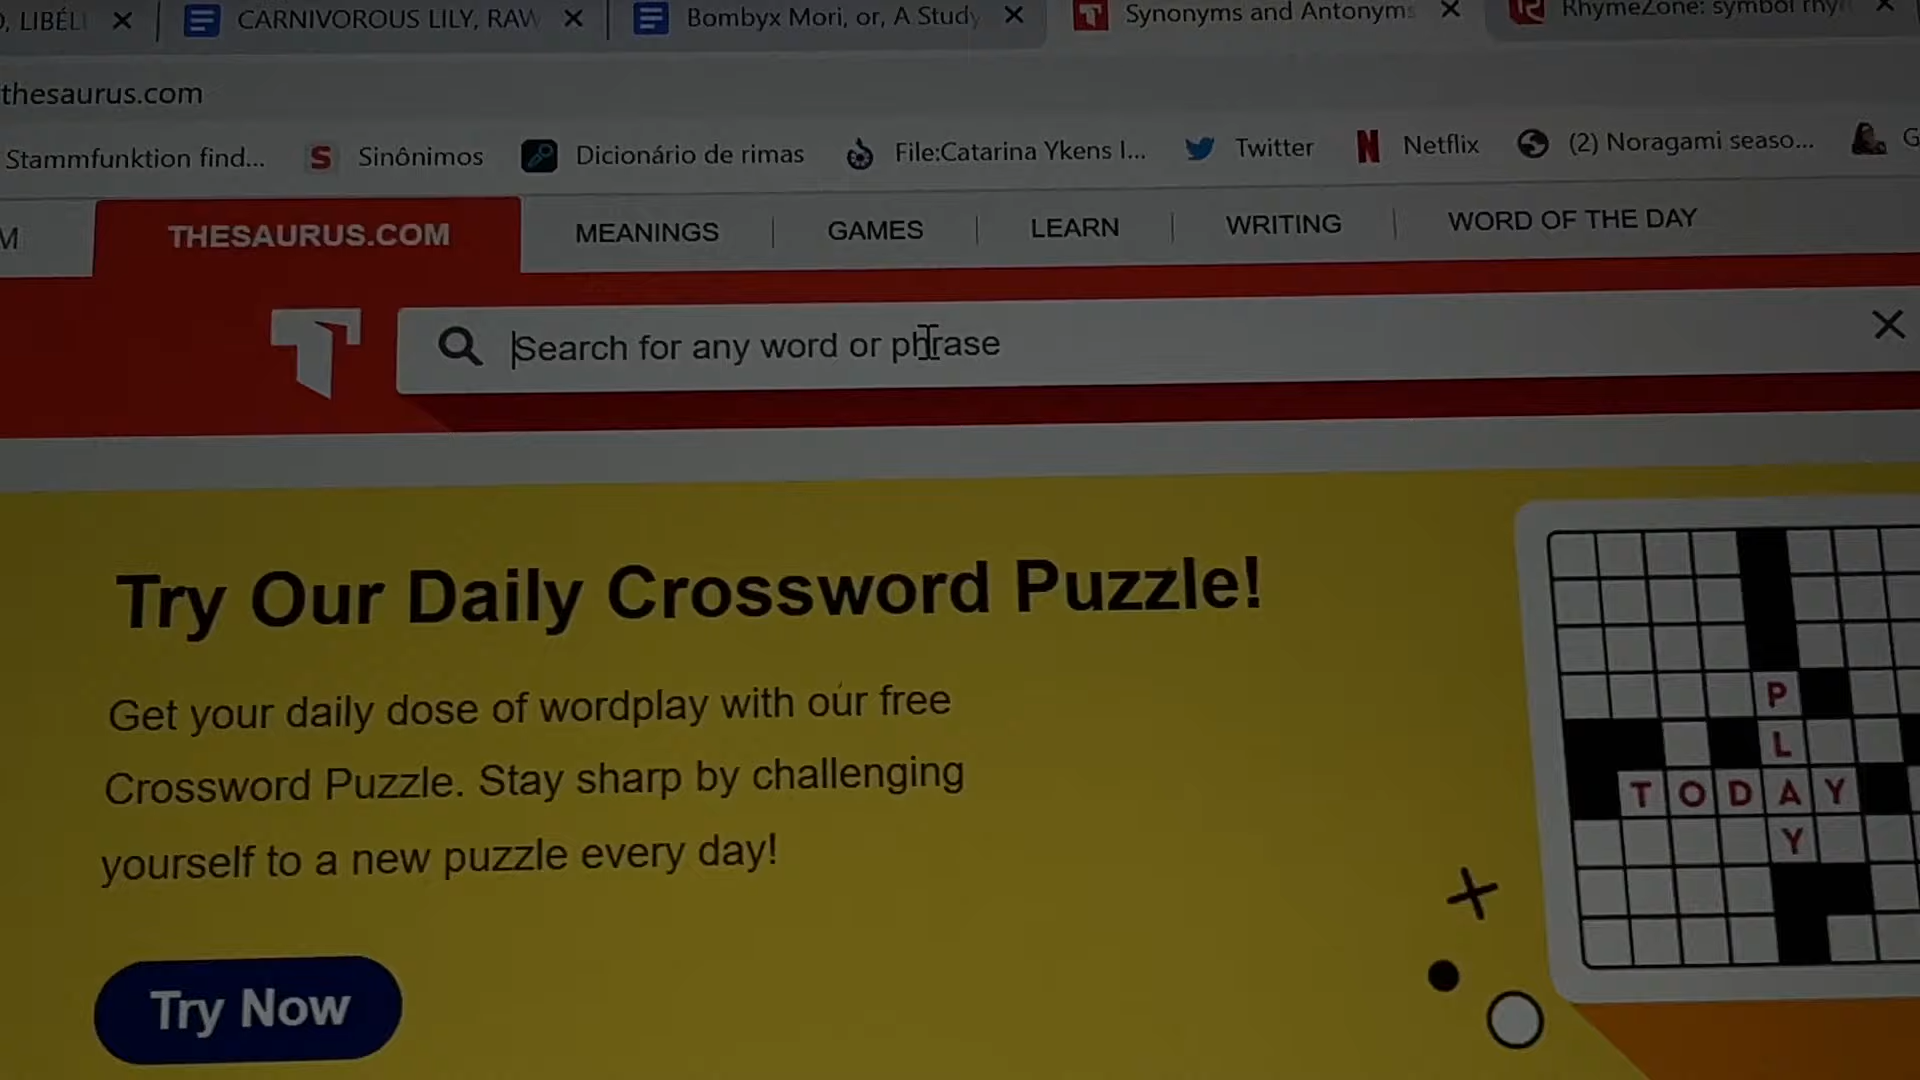 , LIBÉL
CARNIVOROUS LILY, RAW
Bombyx Mori, or, A Study
Synonyms and Antonyms
RhymeZone: symbol rhy
thesaurus.com
Stammfunktion find...
Sinônimos
Dicionário de rimas
File:Catarina Ykens I...
Twitter
Netflix
(2) Noragami seaso...
G
M
THESAURUS.COM
MEANINGS
GAMES
LEARN
WRITING
WORD OF THE DAY
Search for any word or phrase
Try Our Daily Crossword Puzzle!
Get your daily dose of wordplay with our free
Crossword Puzzle. Stay sharp by challenging
yourself to a new puzzle every day!
Try Now
PLAY
TODAY